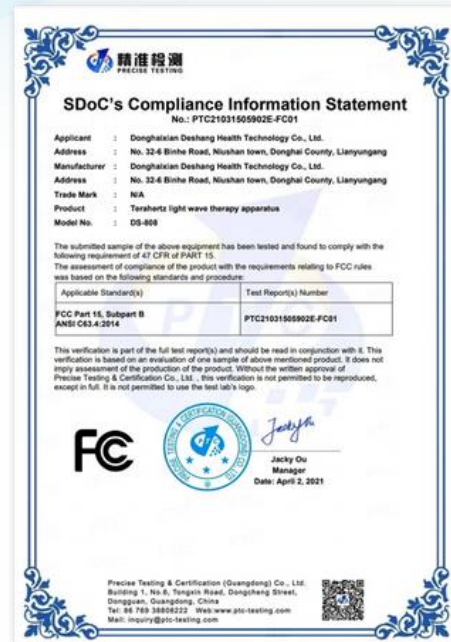 精准检测
PRECISE TESTING
SDoC's Compliance Information Statement
No.: PTC21031505902E-FC01
Applicant : Donghaixian Deshang Health Technology Co., Ltd.
Address : No. 32-6 Binhe Road, Niushan town, Donghai County, Lianyungang
Manufacturer : Donghaixian Deshang Health Technology Co., Ltd.
Address : No. 32-6 Binhe Road, Niushan town, Donghai County, Lianyungang
Trade Mark : N/A
Product : Terahertz light wave therapy apparatus
Model No. : DS-808
The submitted sample of the above equipment has been tested and found to comply with the
following requirement of 47 CFR of PART 15.
The assessment of compliance of the product with the requirements relating to FCC rules
was based on the following standards and procedure:
Applicable Standard(s) Test Report(s) Number
FCC Part 15, Subpart B
ANSI C63.4:2014
PTC21031505902E-FC01
This verification is part of the full test report(s) and should be read in conjunction with it. This
verification is based on an evaluation of one sample of above mentioned product. It does not
imply assessment of the production of the product. Without the written approval of
Precise Testing & Certification Co., Ltd. , this verification is not permitted to be reproduced,
except in full. It is not permitted to use the test lab's logo.
FC
PRECISE TESTING & CERTIFICATION GUANGDONG CO., LTD.
Jacky Ou
Jacky Ou
Manager
Date: April 2, 2021
Precise Testing & Certification (Guangdong) Co., Ltd.
Building 1, No.6, Tongxin Road, Dongcheng Street,
Dongguan, Guangdong, China
Tel: 86 769 38808222 Web:www.ptc-testing.com
Mail: inquiry@ptc-testing.com